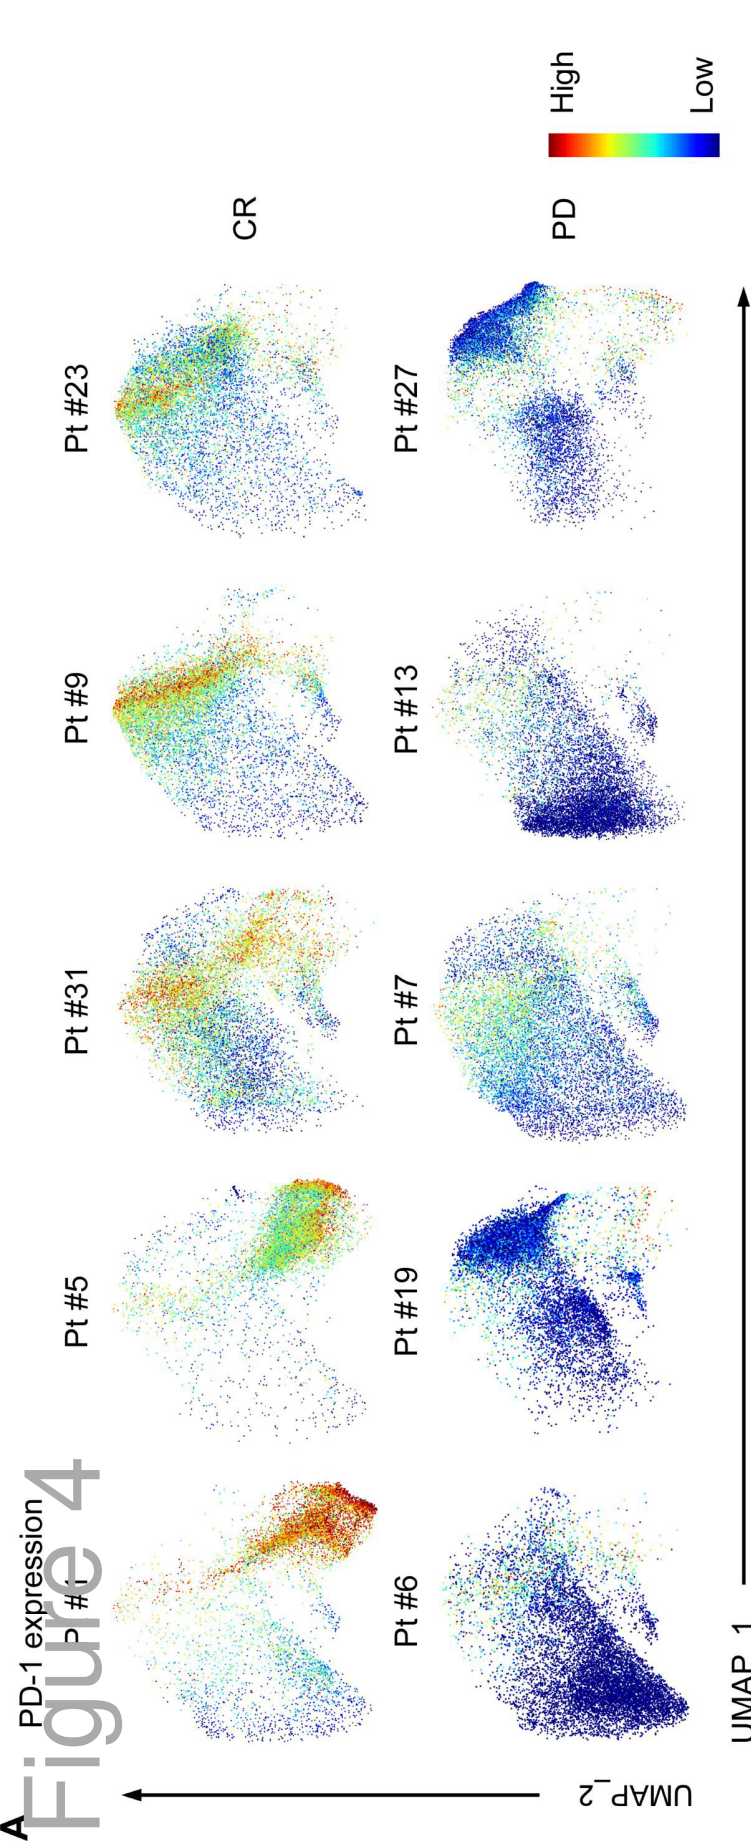 A
Figure 4
PD-1 expression
Pt #5
Pt #31
Pt #9
Pt #23
CR
Pt #6
Pt #19
Pt #7
Pt #13
Pt #27
PD
High
Low
UMAP_2
UMAP_1